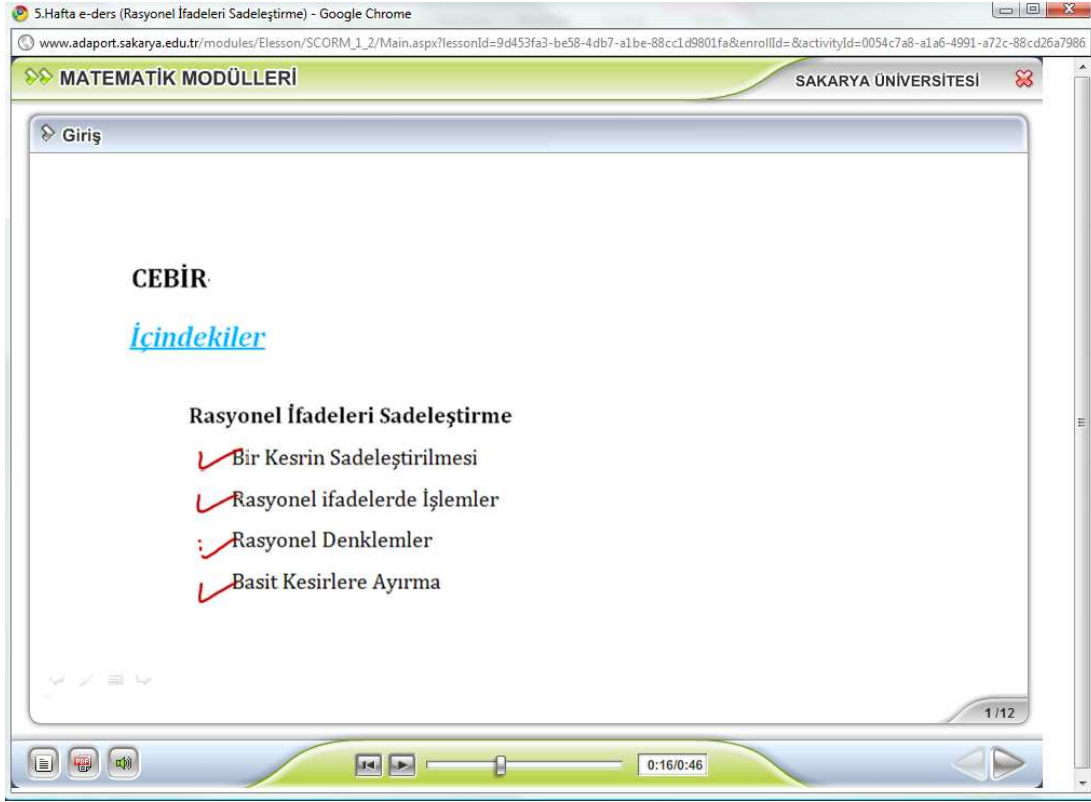 5.Hafta e-ders (Rasyonel İfadeleri Sadeleştirme) - Google Chrome
www.adaport.sakarya.edu.tr/modules/Elesson/SCORM_1_2/Main.aspx?lessonId=9d453fa3-be58-4db7-a1be-88cc1d9801fa&enrollId=&activityId=0054c7a8-a1a6-4991-a72c-88cd26a7986
MATEMATİK MODÜLLERİ
SAKARYA ÜNİVERSİTESİ
Giriş
CEBİR
İçindekiler
Rasyonel İfadeleri Sadeleştirme
Bir Kesrin Sadeleştirilmesi
Rasyonel ifadelerde İşlemler
Rasyonel Denklemler
Basit Kesirlere Ayırma
1 /12
PDF
0:16/0:46